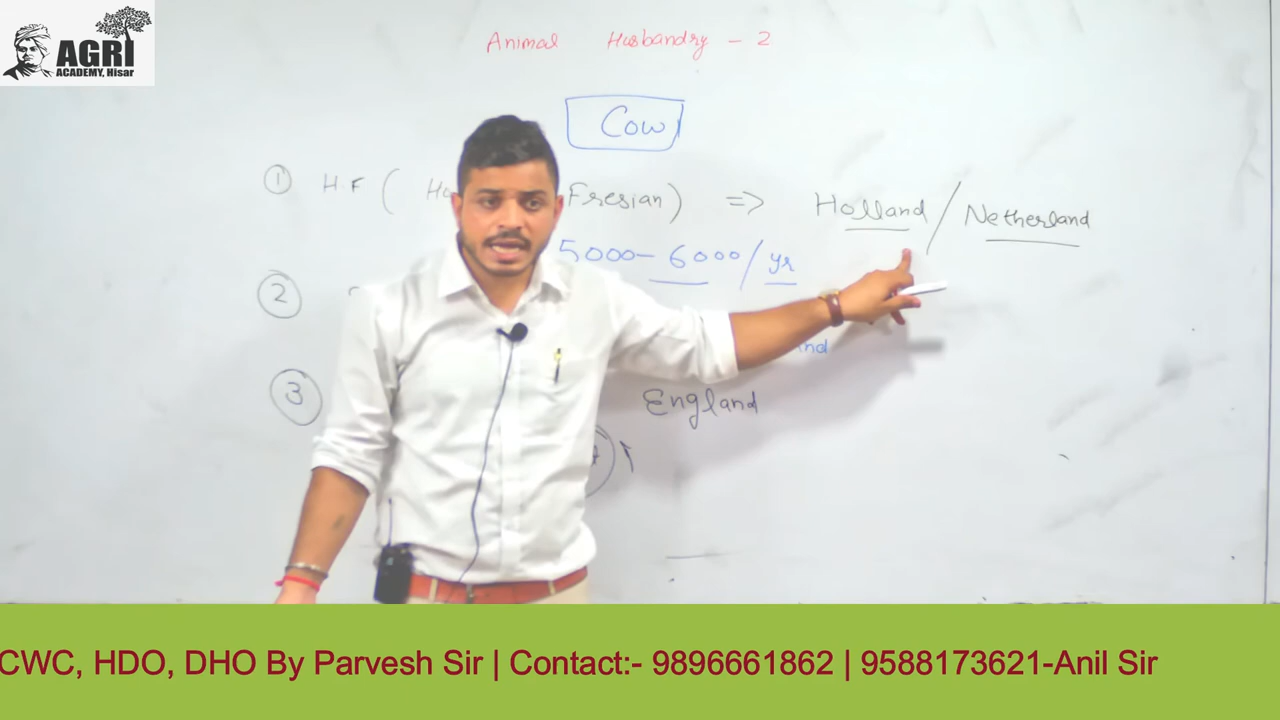 AGRI
ACADEMY, Hisar
Animal Husbandry - 2
Cow
① H.F ( Fresian) => Holland / Netherland
5000- 6000/yr
②
③ England
CWC, HDO, DHO By Parvesh Sir | Contact:- 9896661862 | 9588173621-Anil Sir